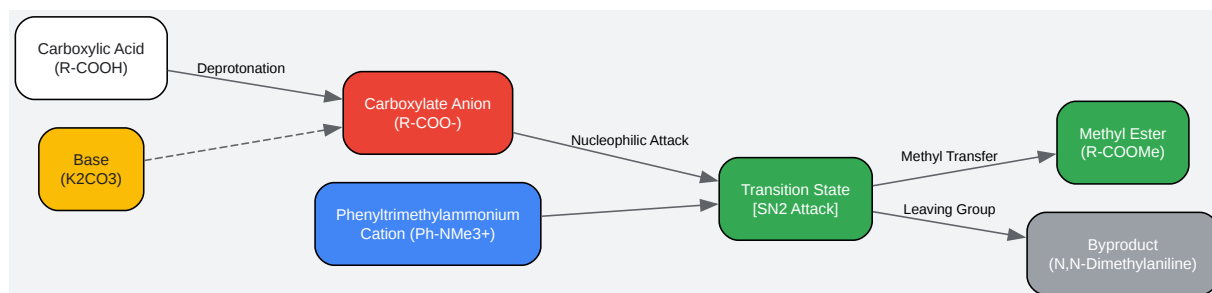 Carboxylic Acid
(R-COOH)
Deprotonation
Base
(K2CO3)
Carboxylate Anion
(R-COO-)
Nucleophilic Attack
Phenyltrimethylammonium
Cation (Ph-NMe3+)
Transition State
[SN2 Attack]
Methyl Transfer
Leaving Group
Methyl Ester
(R-COOMe)
Byproduct
(N,N-Dimethylaniline)